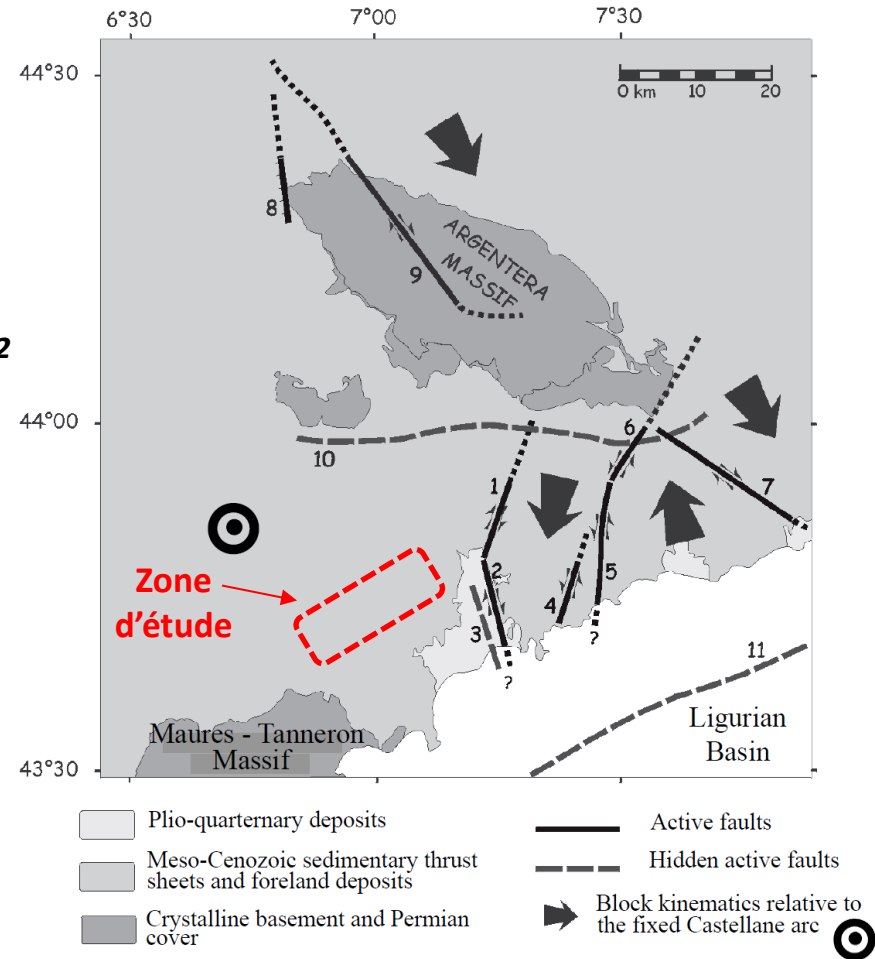 6°30
7°00
7°30
44°30
0 km 10 20
8
ARGENTERA
MASSIF
9
2
44°00
6
10
1
7
Zone
d'étude
2
5
4
3
?
?
11
Maures - Tanneron
Massif
Ligurian
Basin
43°30
Plio-quarternary deposits
Meso-Cenozoic sedimentary thrust
sheets and foreland deposits
Crystalline basement and Permian
cover
Active faults
Hidden active faults
Block kinematics relative to
the fixed Castellane arc